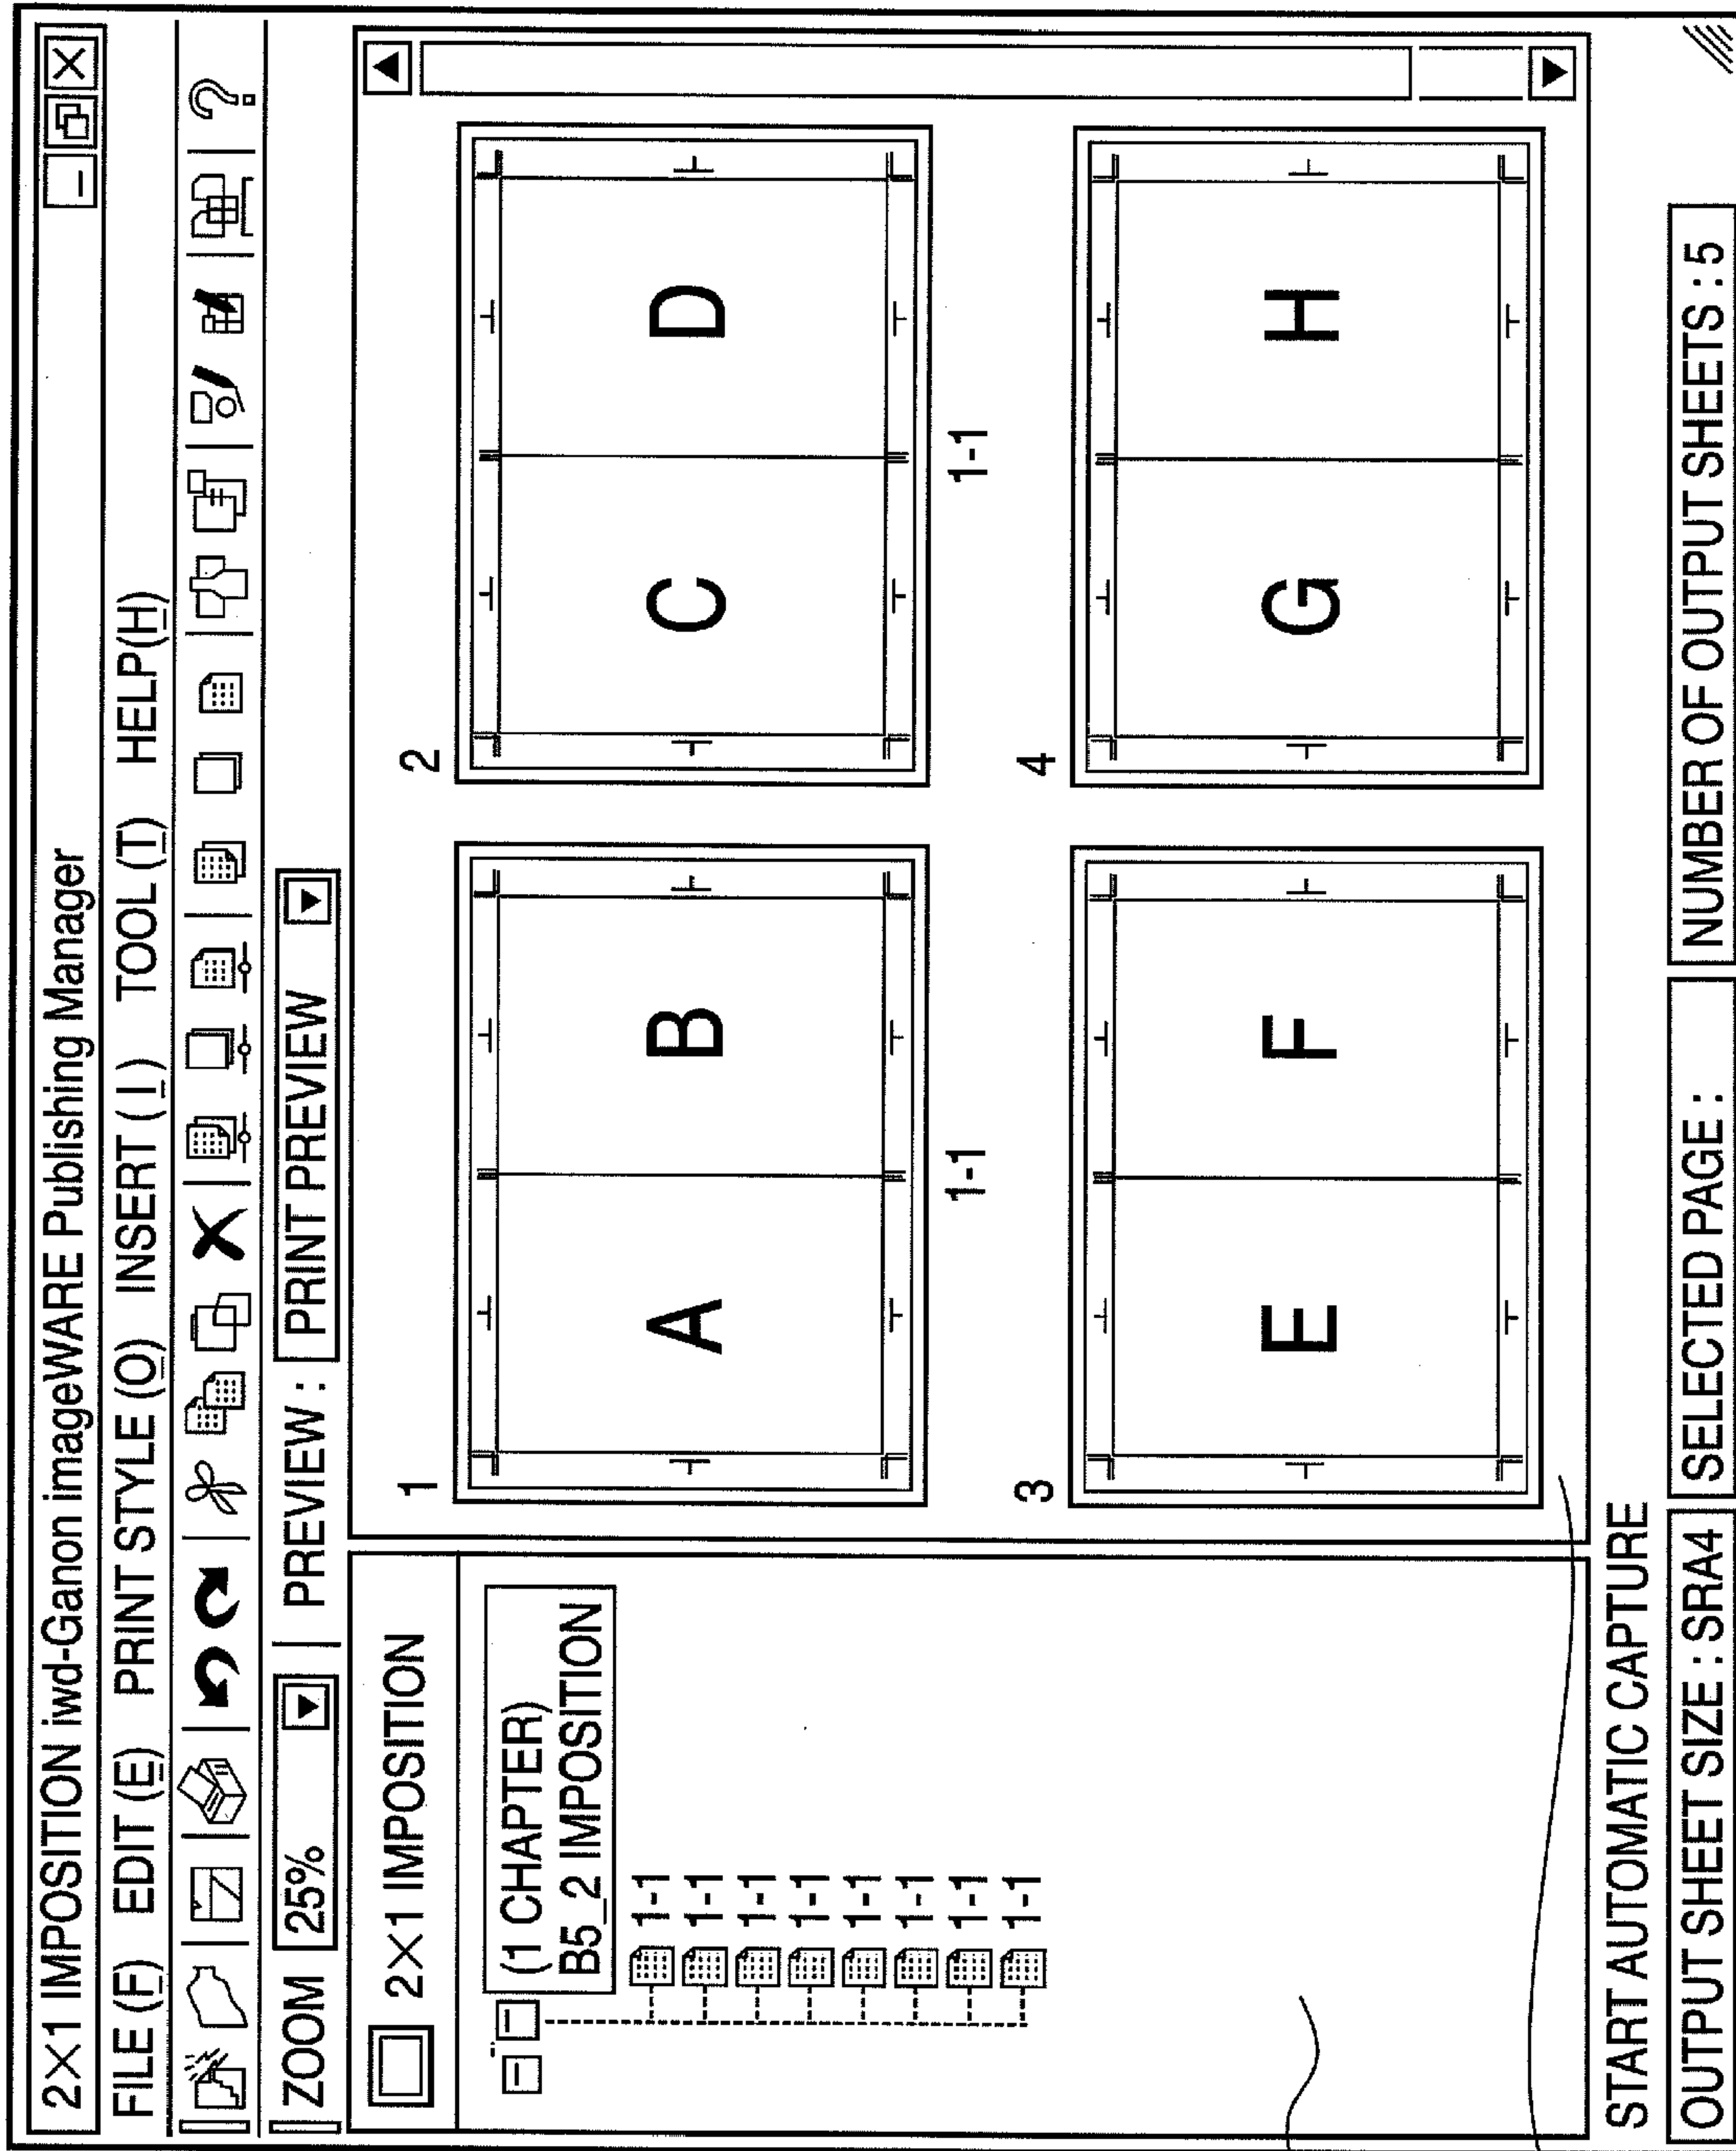 2×1 IMPOSITION iwd-Ganon imageWARE Publishing Manager
FILE (F) EDIT (E) PRINT STYLE (O) INSERT ( I ) TOOL (T) HELP(H)
ZOOM 25% PREVIEW : PRINT PREVIEW
2×1 IMPOSITION
(1 CHAPTER)
B5_2 IMPOSITION
1-1
1-1
1-1
1-1
1-1
1-1
1-1
1-1
1 2
A B C D
1-1 1-1
3 4
E F G H
START AUTOMATIC CAPTURE
OUTPUT SHEET SIZE : SRA4 SELECTED PAGE : NUMBER OF OUTPUT SHEETS : 5